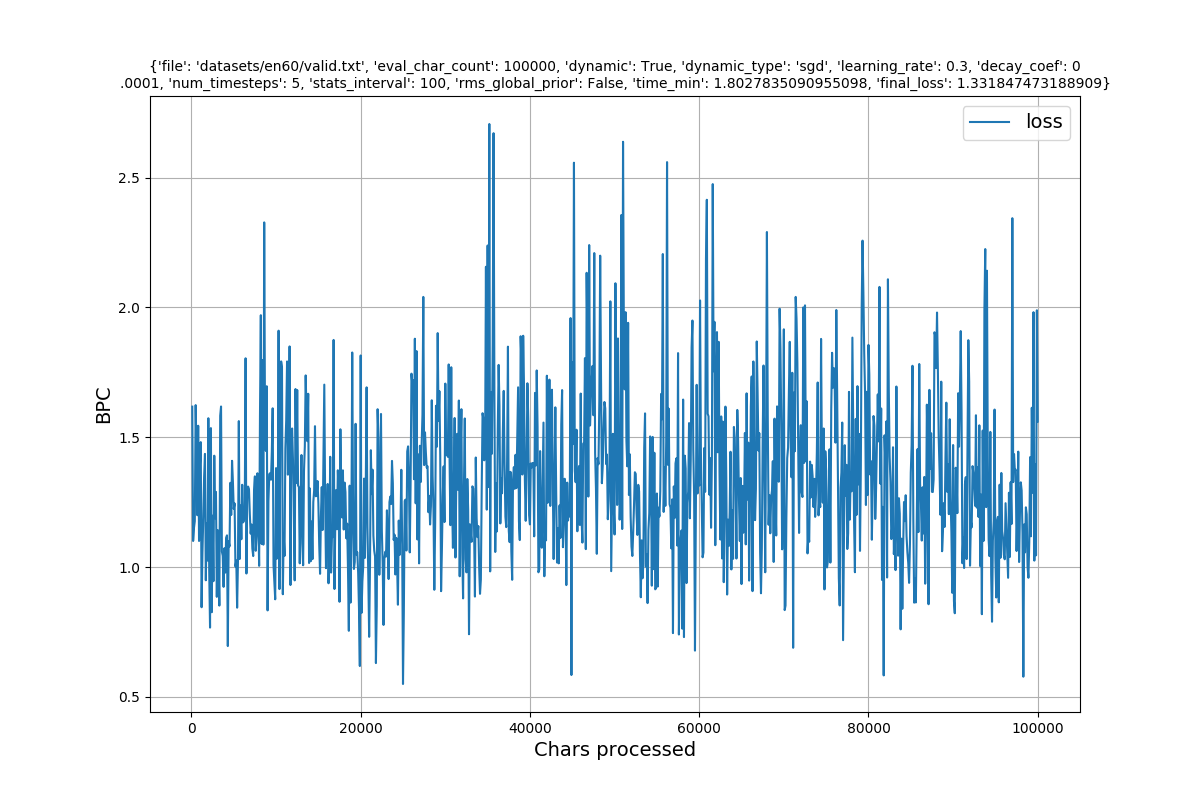 {'file': 'datasets/en60/valid.txt', 'eval_char_count': 100000, 'dynamic': True, 'dynamic_type': 'sgd', 'learning_rate': 0.3, 'decay_coef': 0
.0001, 'num_timesteps': 5, 'stats_interval': 100, 'rms_global_prior': False, 'time_min': 1.8027835090955098, 'final_loss': 1.331847473188909}
loss
2.5
2.0
1.5
1.0
0.5
BPC
0 20000 40000 60000 80000 100000
Chars processed